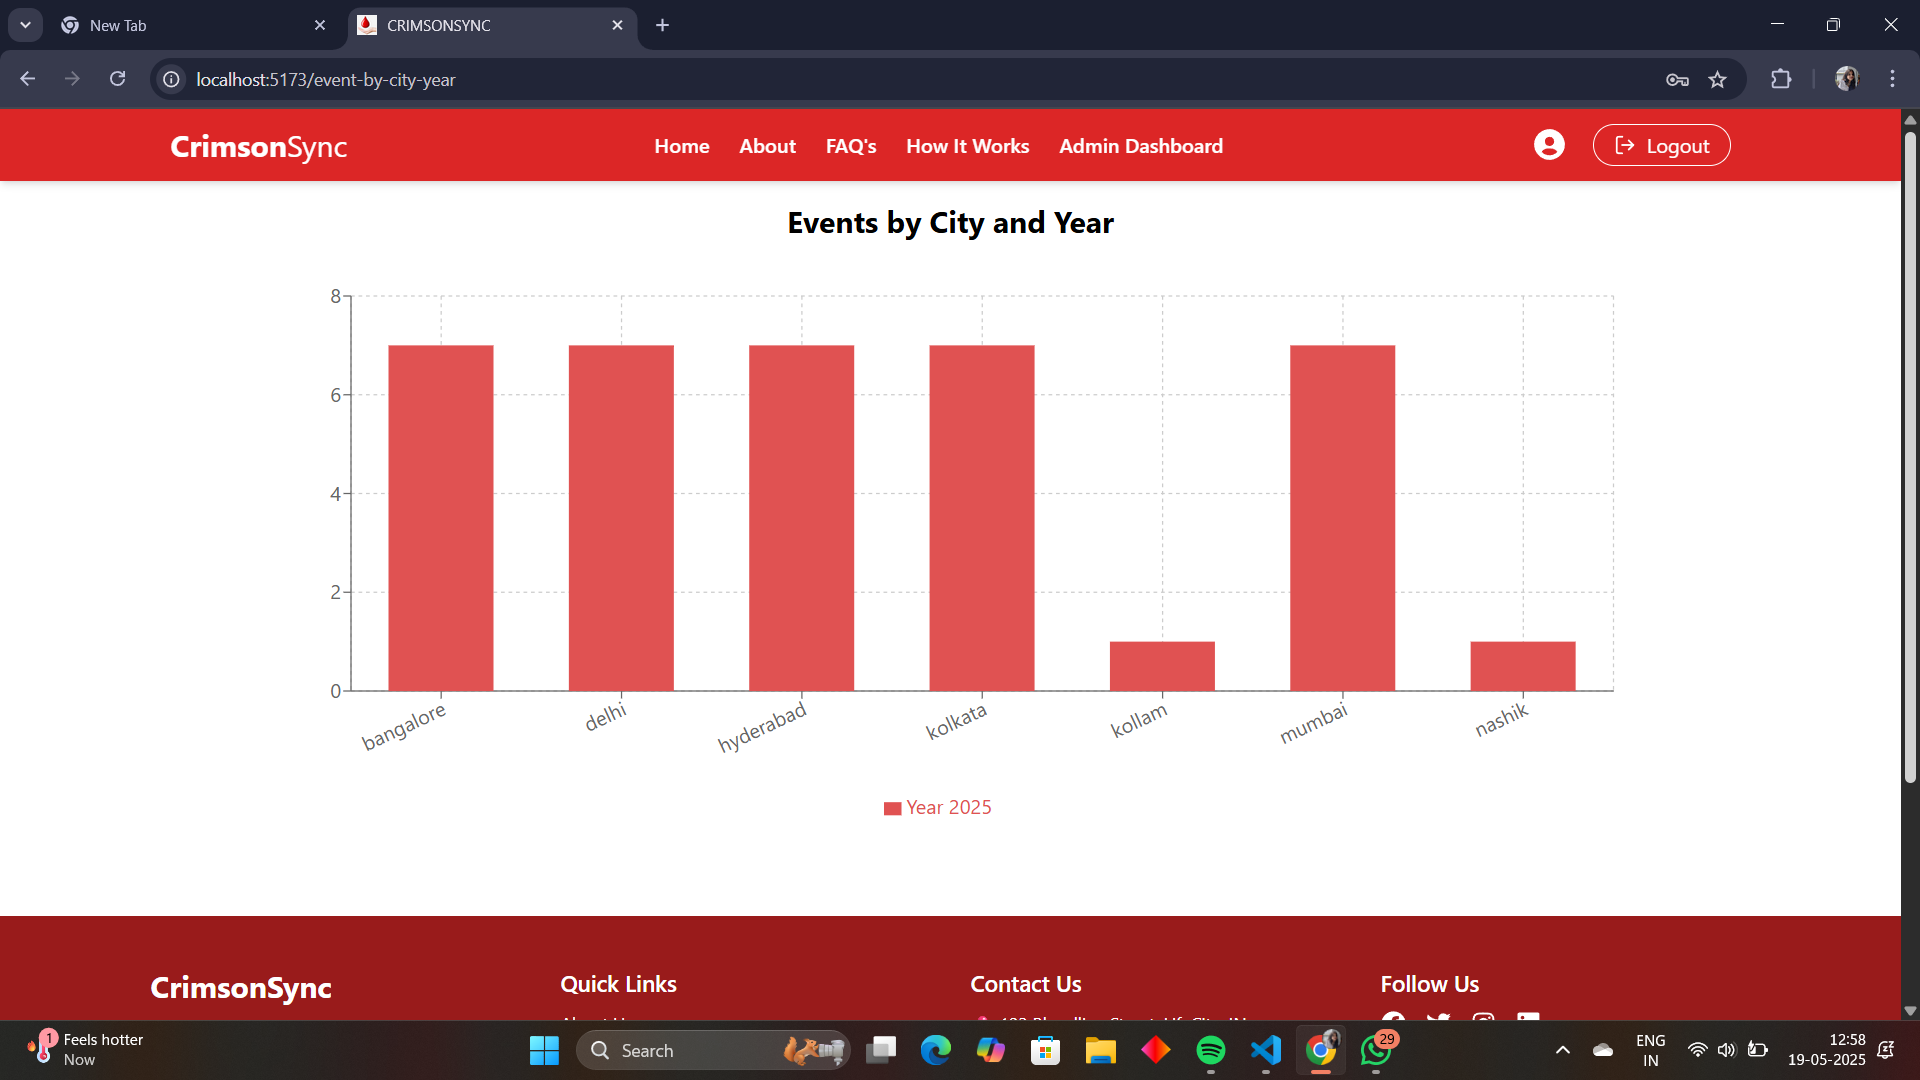 New Tab
CRIMSONSYNC
localhost:5173/event-by-city-year
CrimsonSync
Home
About
FAQ's
How It Works
Admin Dashboard
Logout
Events by City and Year
8
6
4
2
0
bangalore
delhi
hyderabad
kolkata
kollam
mumbai
nashik
Year 2025
CrimsonSync
Quick Links
Contact Us
Follow Us
1
Feels hotter
Now
Search
29
ENG
IN
12:58
19-05-2025